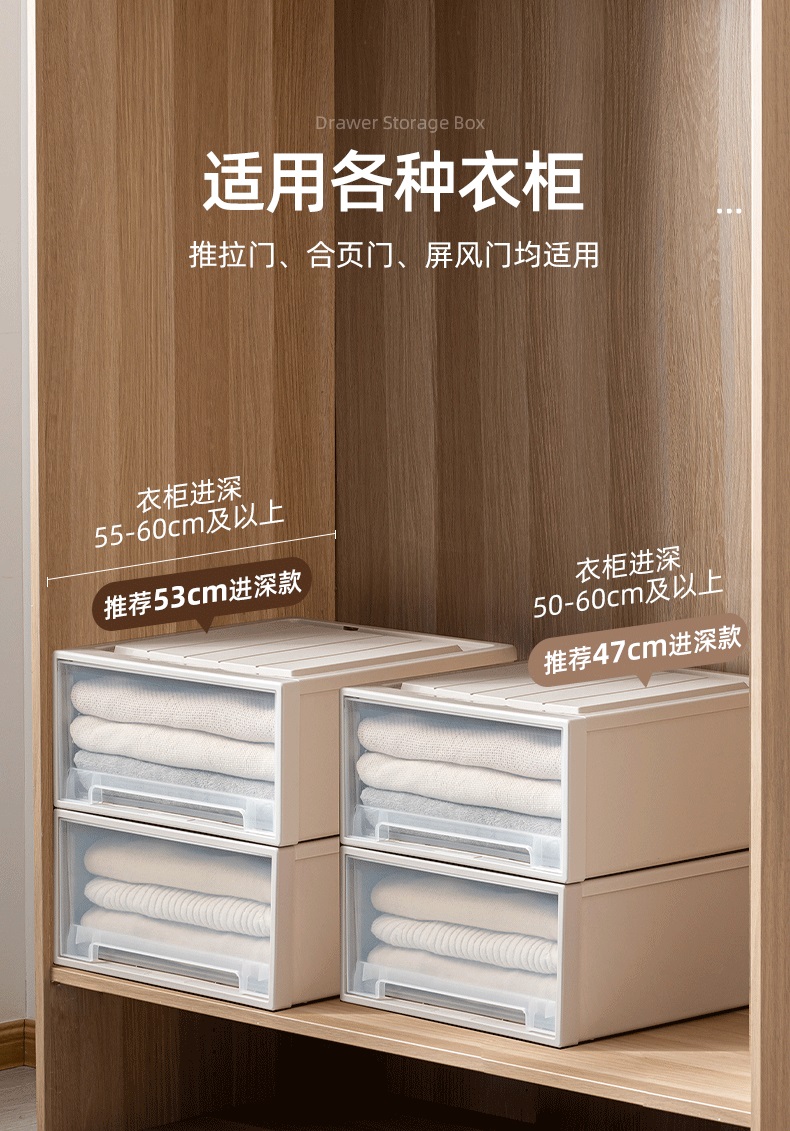 Drawer Storage Box
适用各种衣柜
推拉门、合页门、屏风门均适用
衣柜进深
55-60cm及以上
推荐53cm进深款
衣柜进深
50-60cm及以上
推荐47cm进深款